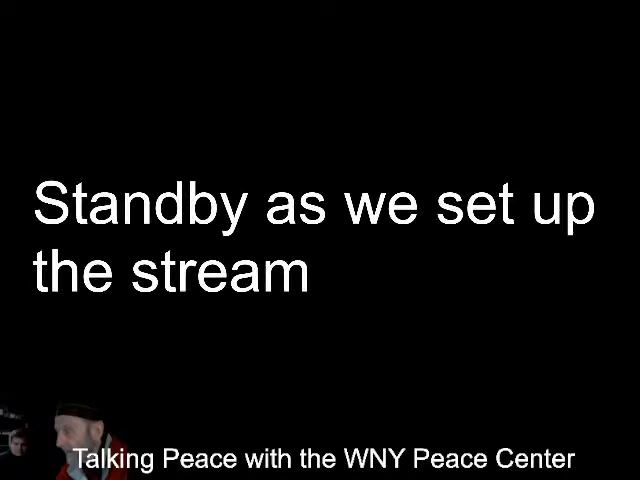 Standby as we set up
the stream
Talking Peace with the WNY Peace Center